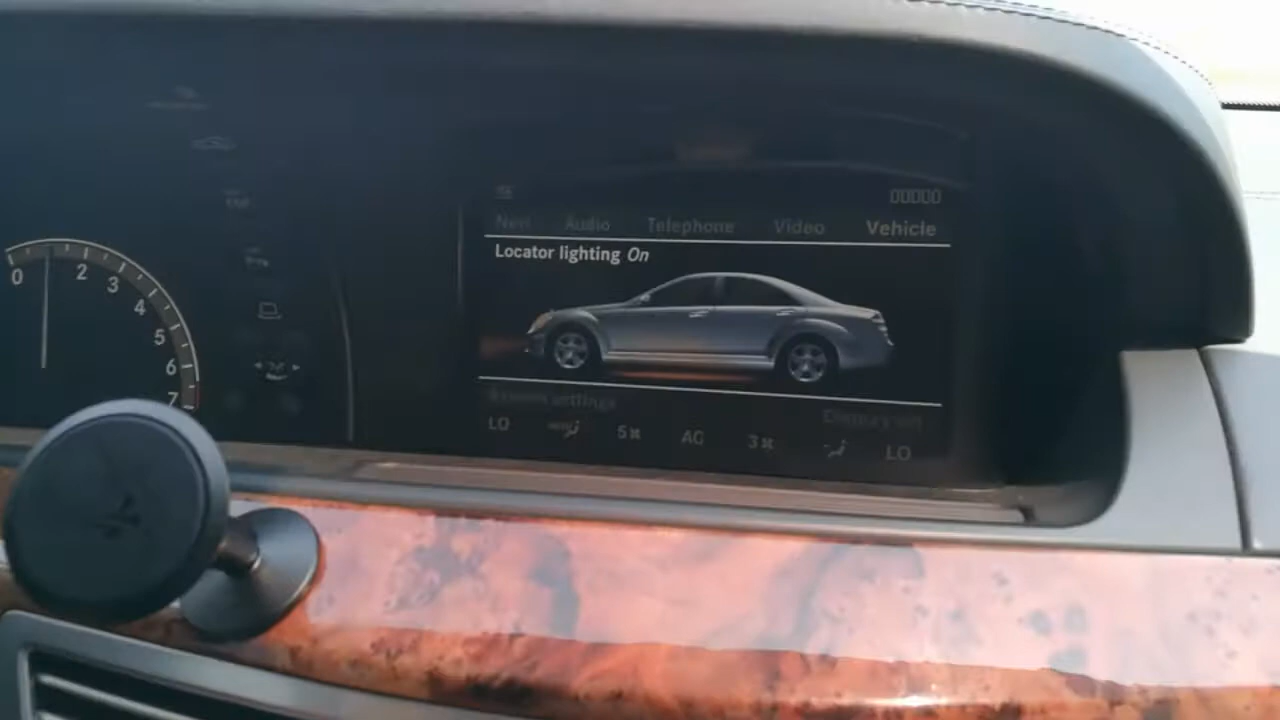 00000
Navi Audio Telephone Video Vehicle
Locator lighting On
LO 5 AC 3 LO
0 2 3 4 5 6 7